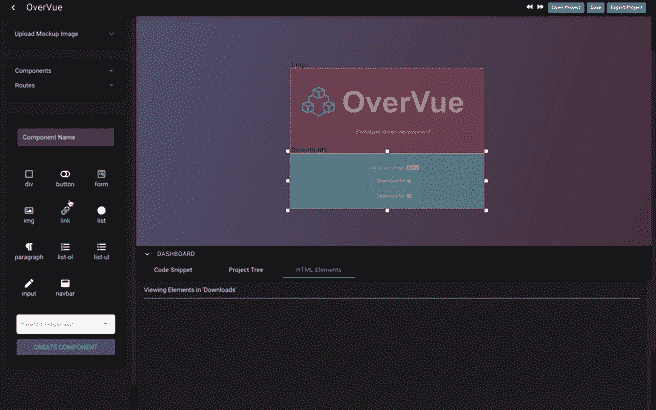 OverVue
Open Project
Save
Export Project
Upload Mockup Image
Components
Routes
Component Name
div
button
form
img
link
list
paragraph
list-ol
list-ul
input
navbar
CREATE COMPONENT
OverVue
Downloads
DASHBOARD
Code Snippet
Project Tree
HTML Elements
Viewing Elements in 'Downloads'